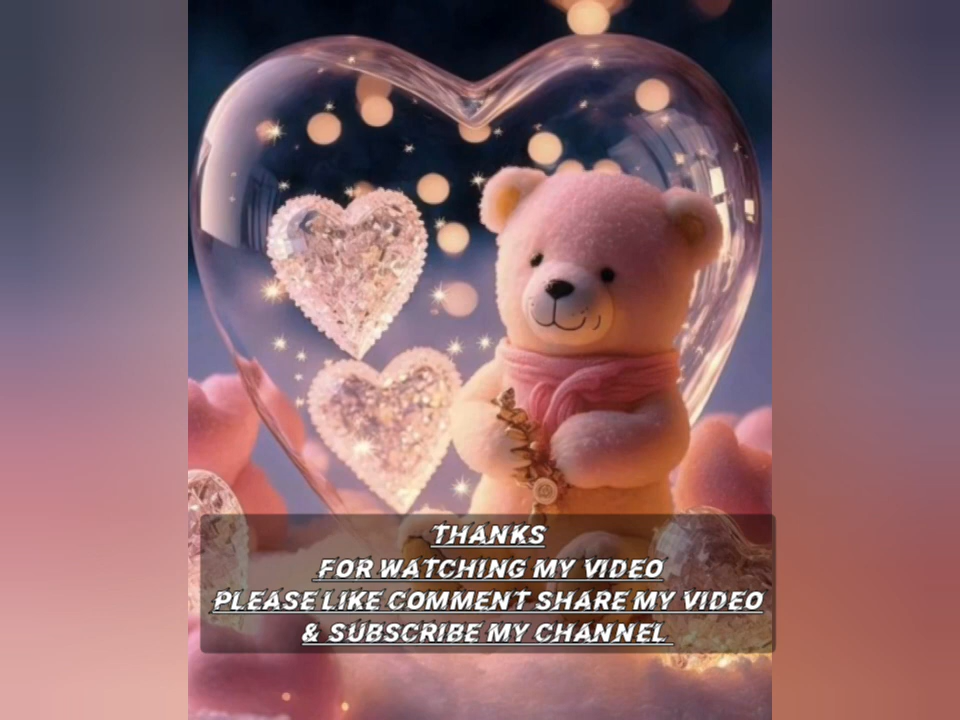 THANKS
FOR WATCHING MY VIDEO
PLEASE LIKE COMMENT SHARE MY VIDEO
& SUBSCRIBE MY CHANNEL